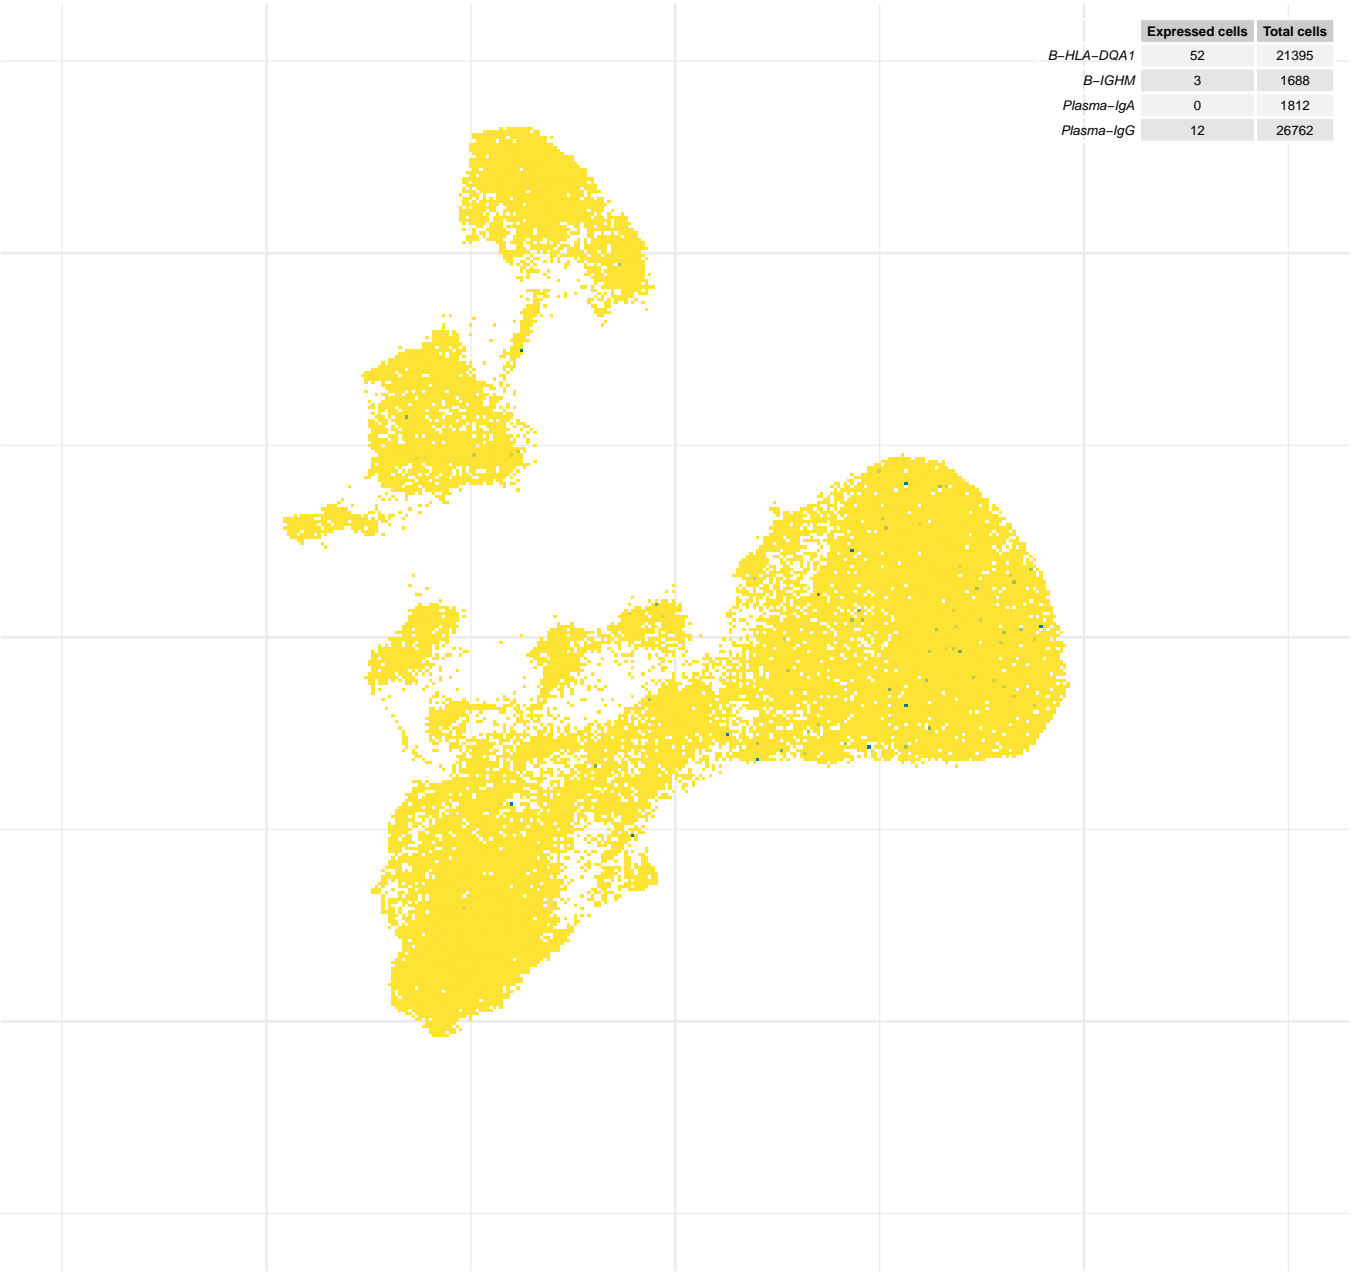 Expressed cells Total cells
B−HLA−DQA1 52 21395
B−IGHM 3 1688
Plasma−IgA 0 1812
Plasma−IgG 12 26762